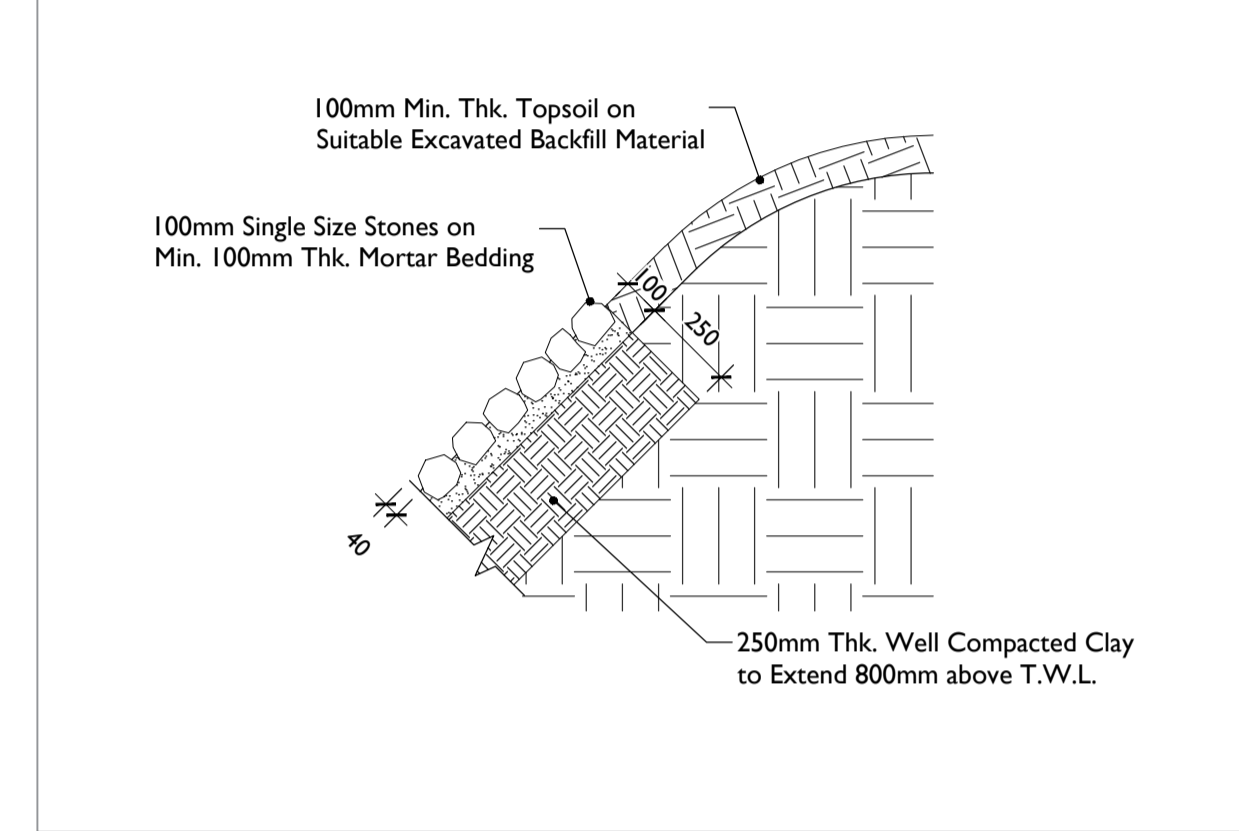 100mm Min. Thk. Topsoil on
Suitable Excavated Backfill Material
100mm Single Size Stones on
Min. 100mm Thk. Mortar Bedding
100
250
40
250mm Thk. Well Compacted Clay
to Extend 800mm above T.W.L.